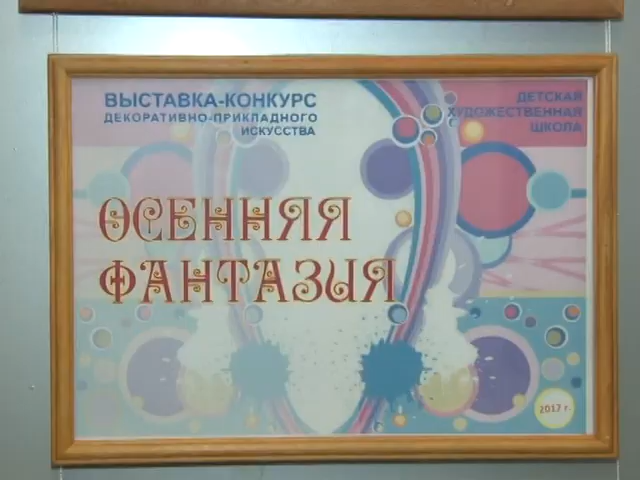 ВЫСТАВКА-КОНКУРС
ДЕКОРАТИВНО-ПРИКЛАДНОГО
ИСКУССТВА
ДЕТСКАЯ
ХУДОЖЕСТВЕННАЯ
ШКОЛА
ОСЕННЯЯ
ФАНТАЗИЯ
2017 г.